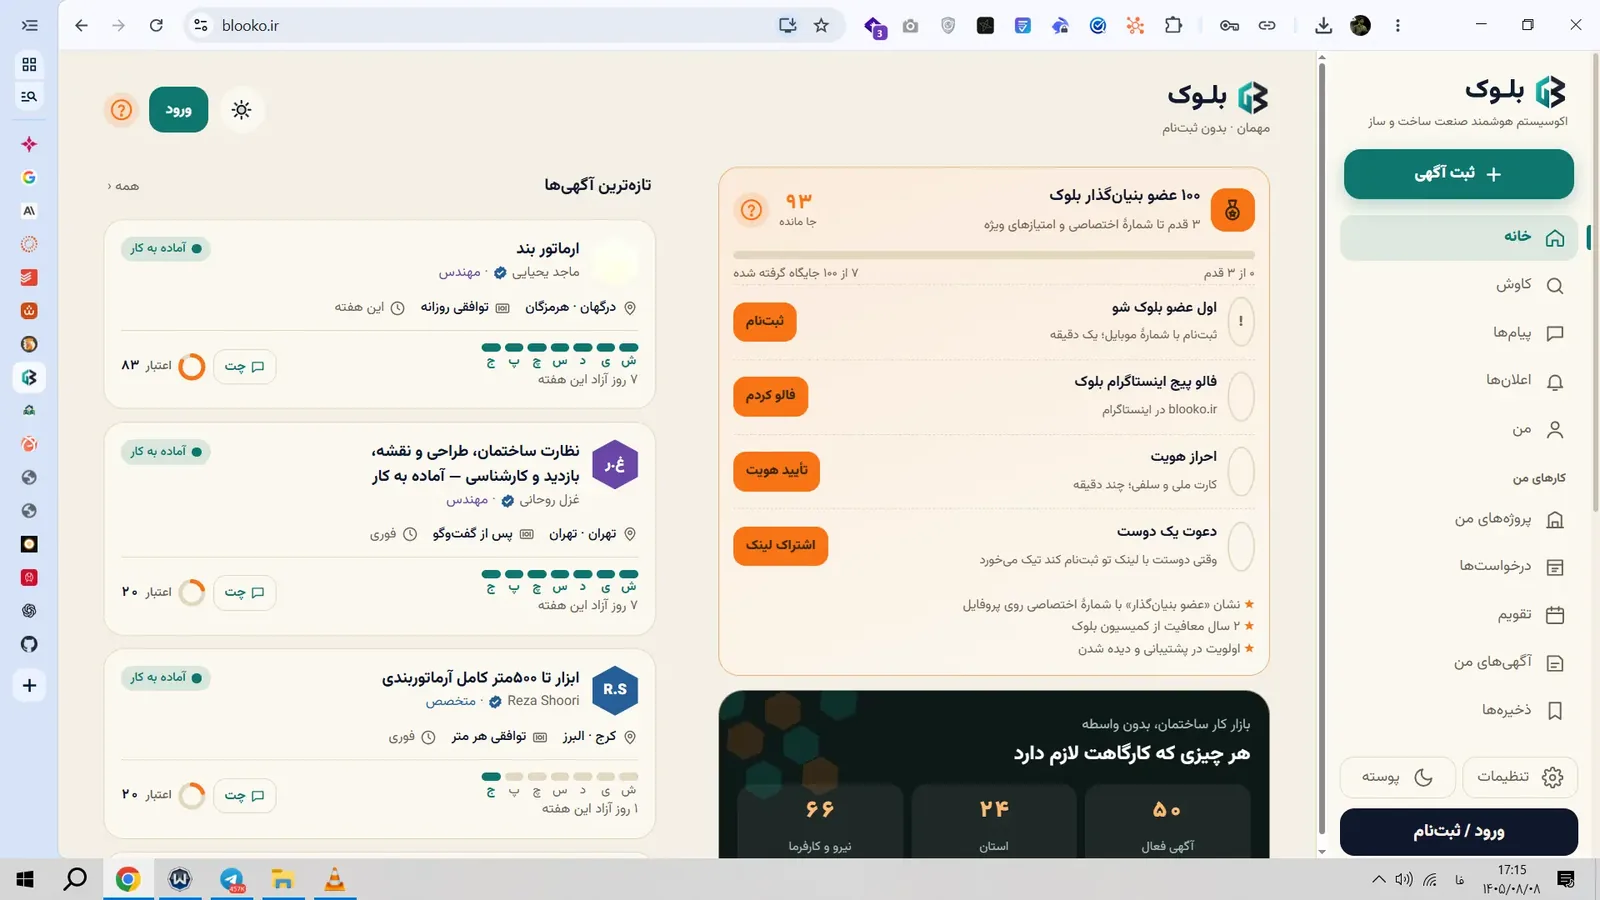 blooko.ir
3
بلوک
اکوسیستم هوشمند صنعت ساخت و ساز
ثبت آگهی
خانه
کاوش
پیام‌ها
اعلان‌ها
من
کارهای من
پروژه‌های من
درخواست‌ها
تقویم
آگهی‌های من
ذخیره‌ها
تنظیمات
پوسته
ورود / ثبت‌نام
بلوک
مهمان · بدون ثبت‌نام
ورود
?
۱۰۰ عضو بنیان‌گذار بلوک
۳ قدم تا شمارهٔ اختصاصی و امتیازهای ویژه
۹۳
جا مانده
?
۰ از ۳ قدم
۷ از ۱۰۰ جایگاه گرفته شده
!
اول عضو بلوک شو
ثبت‌نام با شمارهٔ موبایل؛ یک دقیقه
ثبت‌نام
فالو پیج اینستاگرام بلوک
blooko.ir در اینستاگرام
فالو کردم
احراز هویت
کارت ملی و سلفی؛ چند دقیقه
تأیید هویت
دعوت یک دوست
وقتی دوستت با لینک تو ثبت‌نام کند تیک می‌خورد
اشتراک لینک
★ نشان «عضو بنیان‌گذار» با شمارهٔ اختصاصی روی پروفایل
★ ۲ سال معافیت از کمیسیون بلوک
★ اولویت در پشتیبانی و دیده شدن
بازار کار ساختمان، بدون واسطه
هر چیزی که کارگاهت لازم دارد
۵۰
آگهی فعال
۲۴
استان
۶۶
نیرو و کارفرما
تازه‌ترین آگهی‌ها
همه ›
ارماتور بند
آماده به کار
ماجد یحیایی · مهندس
درگهان · هرمزگان
توافقی روزانه
این هفته
ش ی د س چ پ ج
۷ روز آزاد این هفته
چت
اعتبار ۸۳
غ.ر
نظارت ساختمان، طراحی و نقشه،
بازدید و کارشناسی — آماده به کار
آماده به کار
غزل روحانی · مهندس
تهران · تهران
پس از گفت‌وگو
فوری
ش ی د س چ پ ج
۷ روز آزاد این هفته
چت
اعتبار ۲۰
R.S
ابزار تا ۵۰۰متر کامل آرماتوربندی
آماده به کار
Reza Shoori · متخصص
کرج · البرز
توافقی هر متر
فوری
ش ی د س چ پ ج
۱ روز آزاد این هفته
چت
اعتبار ۲۰
457K
فا
17:15
۱۴۰۵/۰۸/۰۸